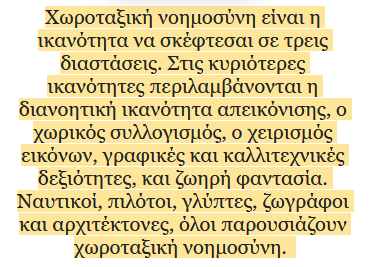 Χωροταξική νοημοσύνη είναι η
ικανότητα να σκέφτεσαι σε τρεις
διαστάσεις. Στις κυριότερες
ικανότητες περιλαμβάνονται η
διανοητική ικανότητα απεικόνισης, ο
χωρικός συλλογισμός, ο χειρισμός
εικόνων, γραφικές και καλλιτεχνικές
δεξιότητες, και ζωηρή φαντασία.
Ναυτικοί, πιλότοι, γλύπτες, ζωγράφοι
και αρχιτέκτονες, όλοι παρουσιάζουν
χωροταξική νοημοσύνη.